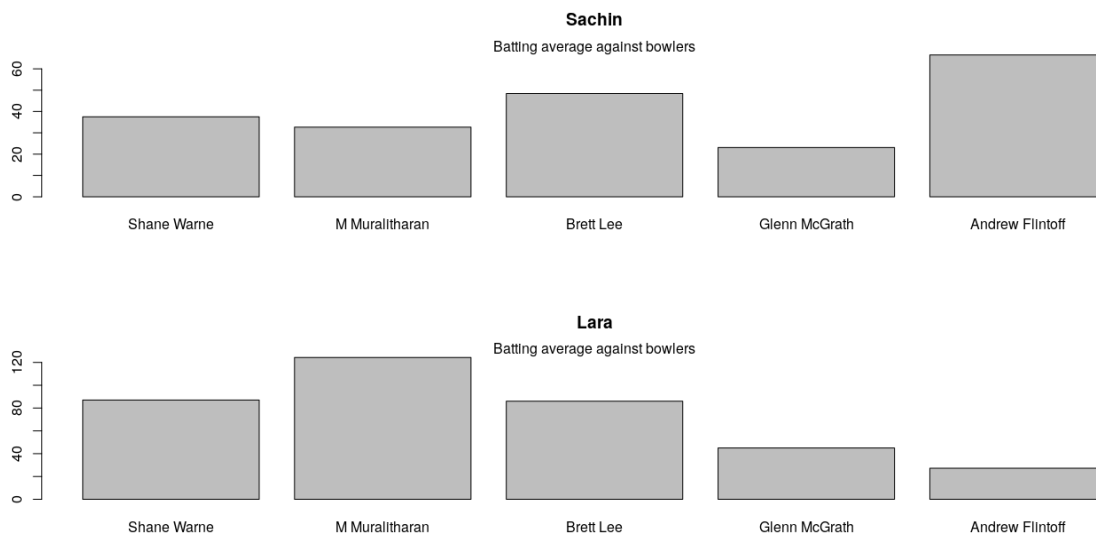 Sachin
Batting average against bowlers
60
40
20
0
Shane Warne M Muralitharan Brett Lee Glenn McGrath Andrew Flintoff
Lara
Batting average against bowlers
120
80
40
0
Shane Warne M Muralitharan Brett Lee Glenn McGrath Andrew Flintoff